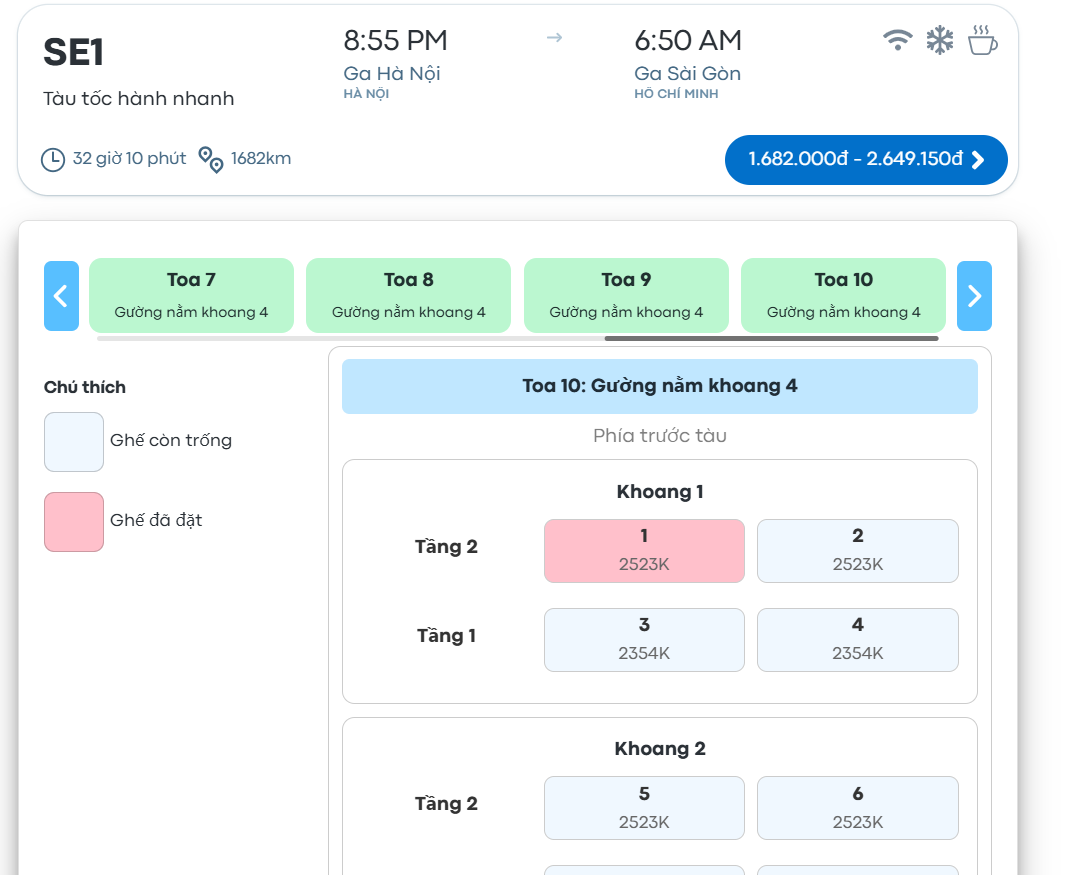 SE1
Tàu tốc hành nhanh
8:55 PM
Ga Hà Nội
HÀ NỘI
6:50 AM
Ga Sài Gòn
HỒ CHÍ MINH
32 giờ 10 phút
1682km
1.682.000đ - 2.649.150đ
Toa 7
Gường nằm khoang 4
Toa 8
Gường nằm khoang 4
Toa 9
Gường nằm khoang 4
Toa 10
Gường nằm khoang 4
Chú thích
Ghế còn trống
Ghế đã đặt
Toa 10: Gường nằm khoang 4
Phía trước tàu
Khoang 1
Tầng 2
1
2523K
2
2523K
Tầng 1
3
2354K
4
2354K
Khoang 2
Tầng 2
5
2523K
6
2523K